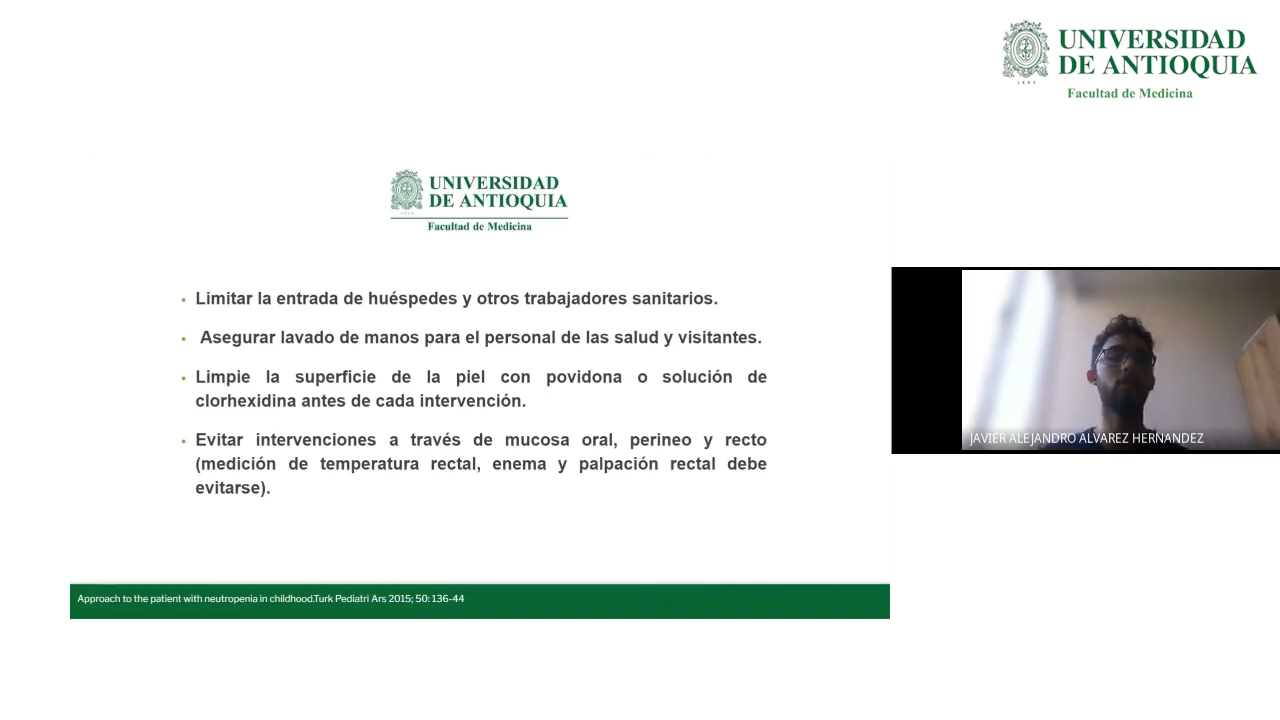 UNIVERSIDAD
DE ANTIOQUIA
1803
Facultad de Medicina
UNIVERSIDAD
DE ANTIOQUIA
Facultad de Medicina
• Limitar la entrada de huéspedes y otros trabajadores sanitarios.
• Asegurar lavado de manos para el personal de las salud y visitantes.
• Limpie la superficie de la piel con povidona o solución de
clorhexidina antes de cada intervención.
• Evitar intervenciones a través de mucosa oral, perineo y recto
(medición de temperatura rectal, enema y palpación rectal debe
evitarse).
JAVIER ALEJANDRO ALVAREZ HERNANDEZ
Approach to the patient with neutropenia in childhood.Turk Pediatri Ars 2015; 50: 136-44